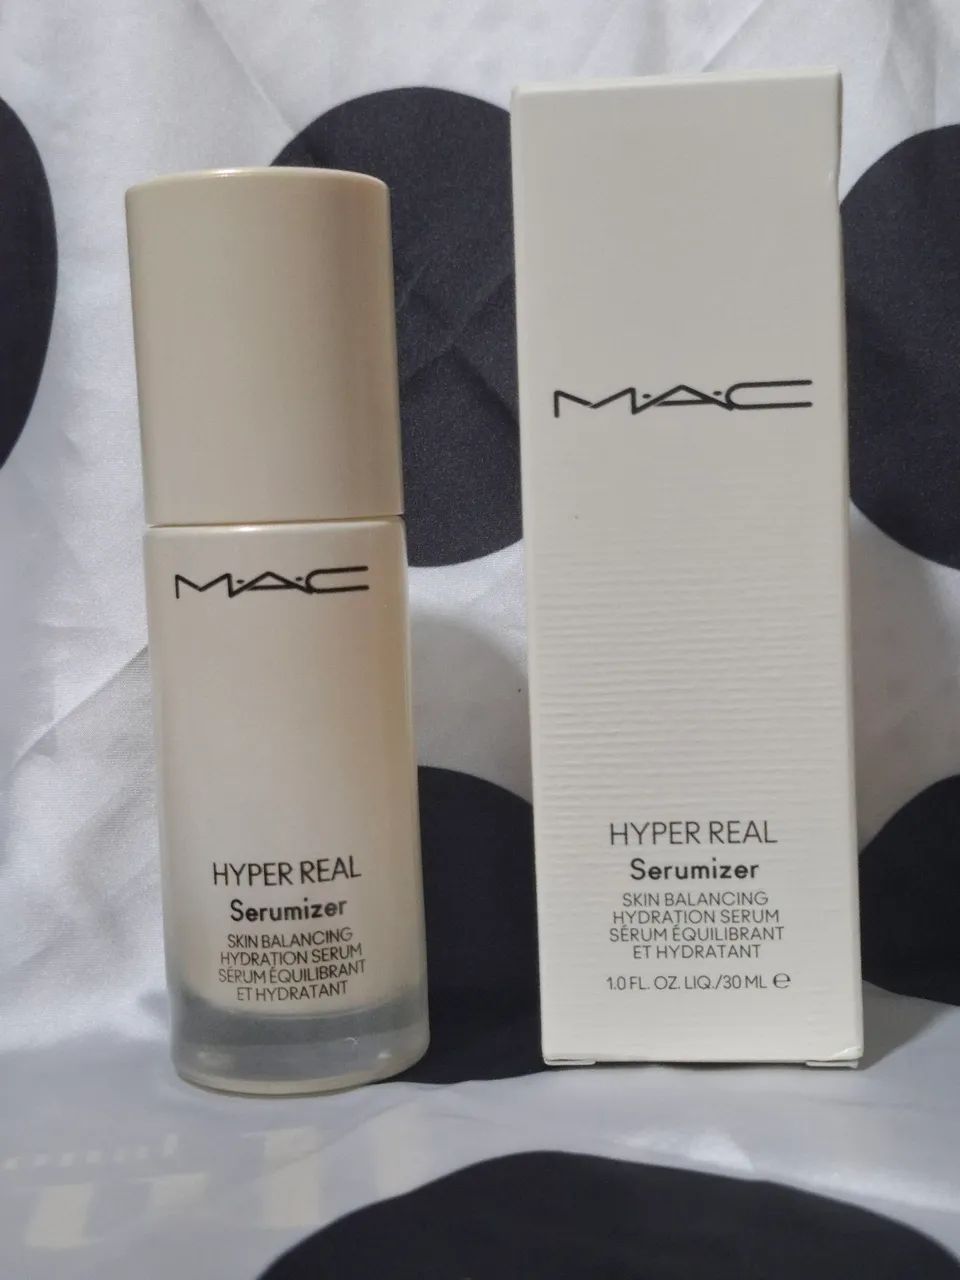 M·A·C
HYPER REAL
Serumizer
SKIN BALANCING
HYDRATION SERUM
SÉRUM ÉQUILIBRANT
ET HYDRATANT
M·A·C
HYPER REAL
Serumizer
SKIN BALANCING
HYDRATION SERUM
SÉRUM ÉQUILIBRANT
ET HYDRATANT
1.0 FL. OZ. LIQ./30 ML ℮